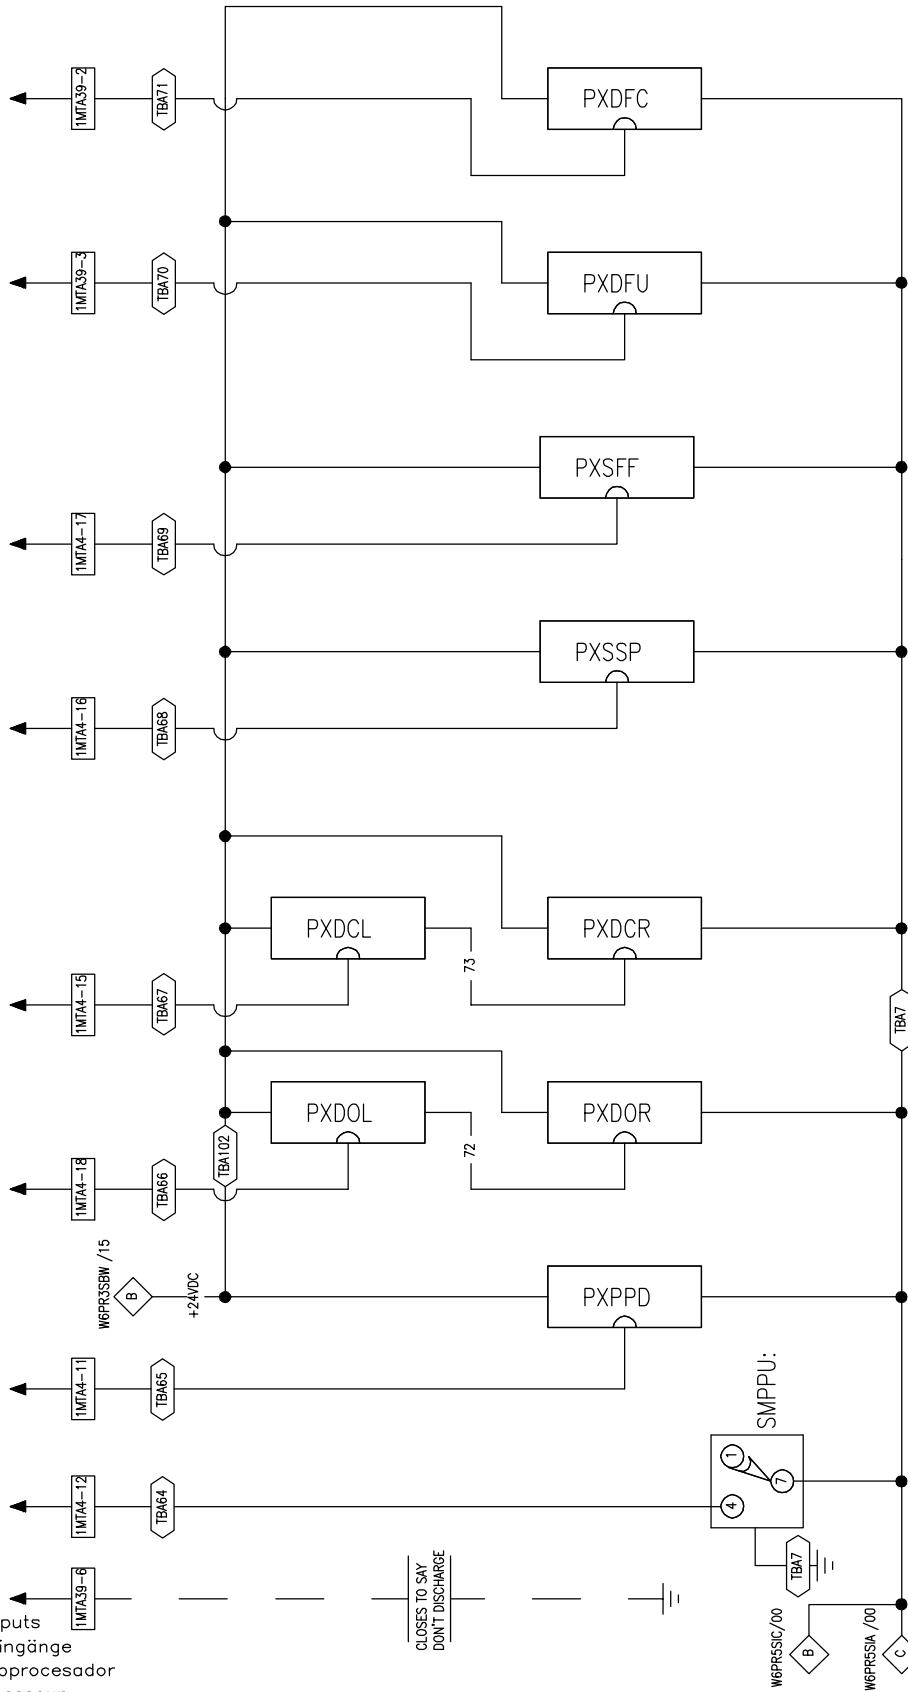 1MTA39-2
TBA71
PXDFC
1MTA39-3
TBA70
PXDFU
1MTA4-17
TBA69
PXSFF
1MTA4-16
TBA68
PXSSP
1MTA4-15
TBA67
PXDCL
73
PXDCR
TBA7
1MTA4-18
TBA66
TBA102
PXDOL
72
PXDOR
W6PR3SBW /15
B
+24VDC
PXPPD
1MTA4-11
TBA65
SMPPU:
1
4
7
1MTA4-12
TBA64
TBA7
1MTA39-6
CLOSES TO SAY
DON'T DISCHARGE
W6PR5SIC/00
B
W6PR5SIA /00
C
puts
ingänge
oprocesador